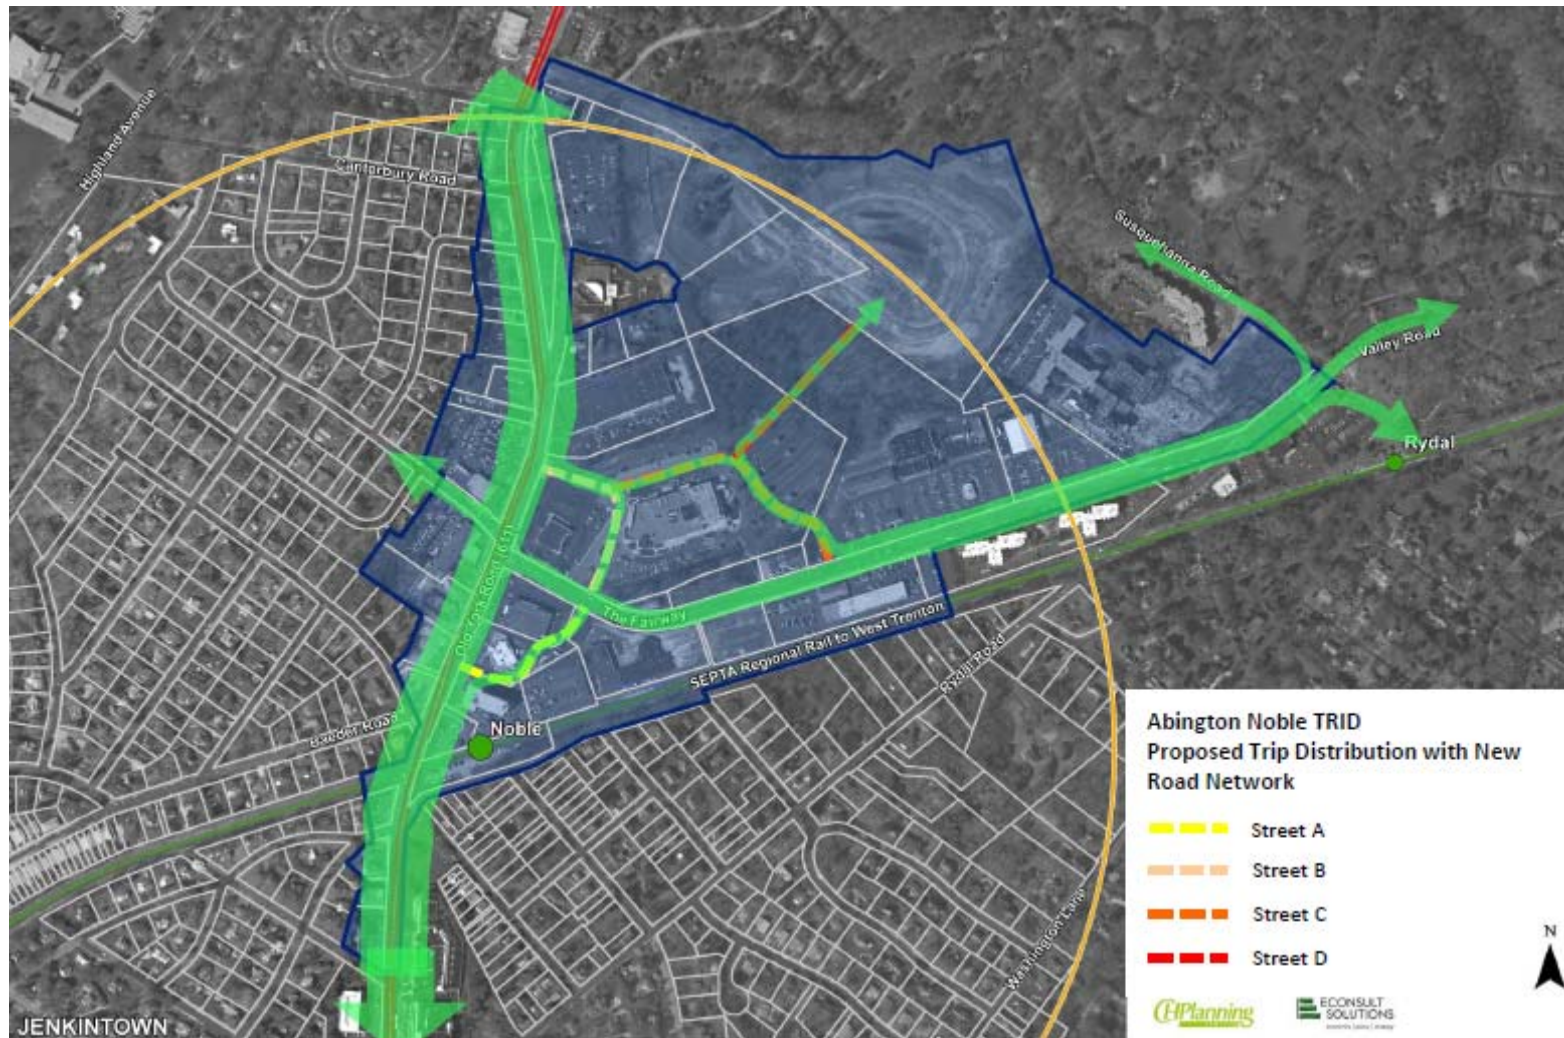 Highland Avenue
Canterbury Road
Susquehanna Road
Valley Road
Rydal
Old York Road (611)
The Fairway
SEPTA Regional Rail to West Trenton
Rydal Road
Baeder Road
Noble
Washington Lane
JENKINTOWN
Abington Noble TRID
Proposed Trip Distribution with New
Road Network
Street A
Street B
Street C
Street D
N
CHPlanning
ECONSULT
SOLUTIONS